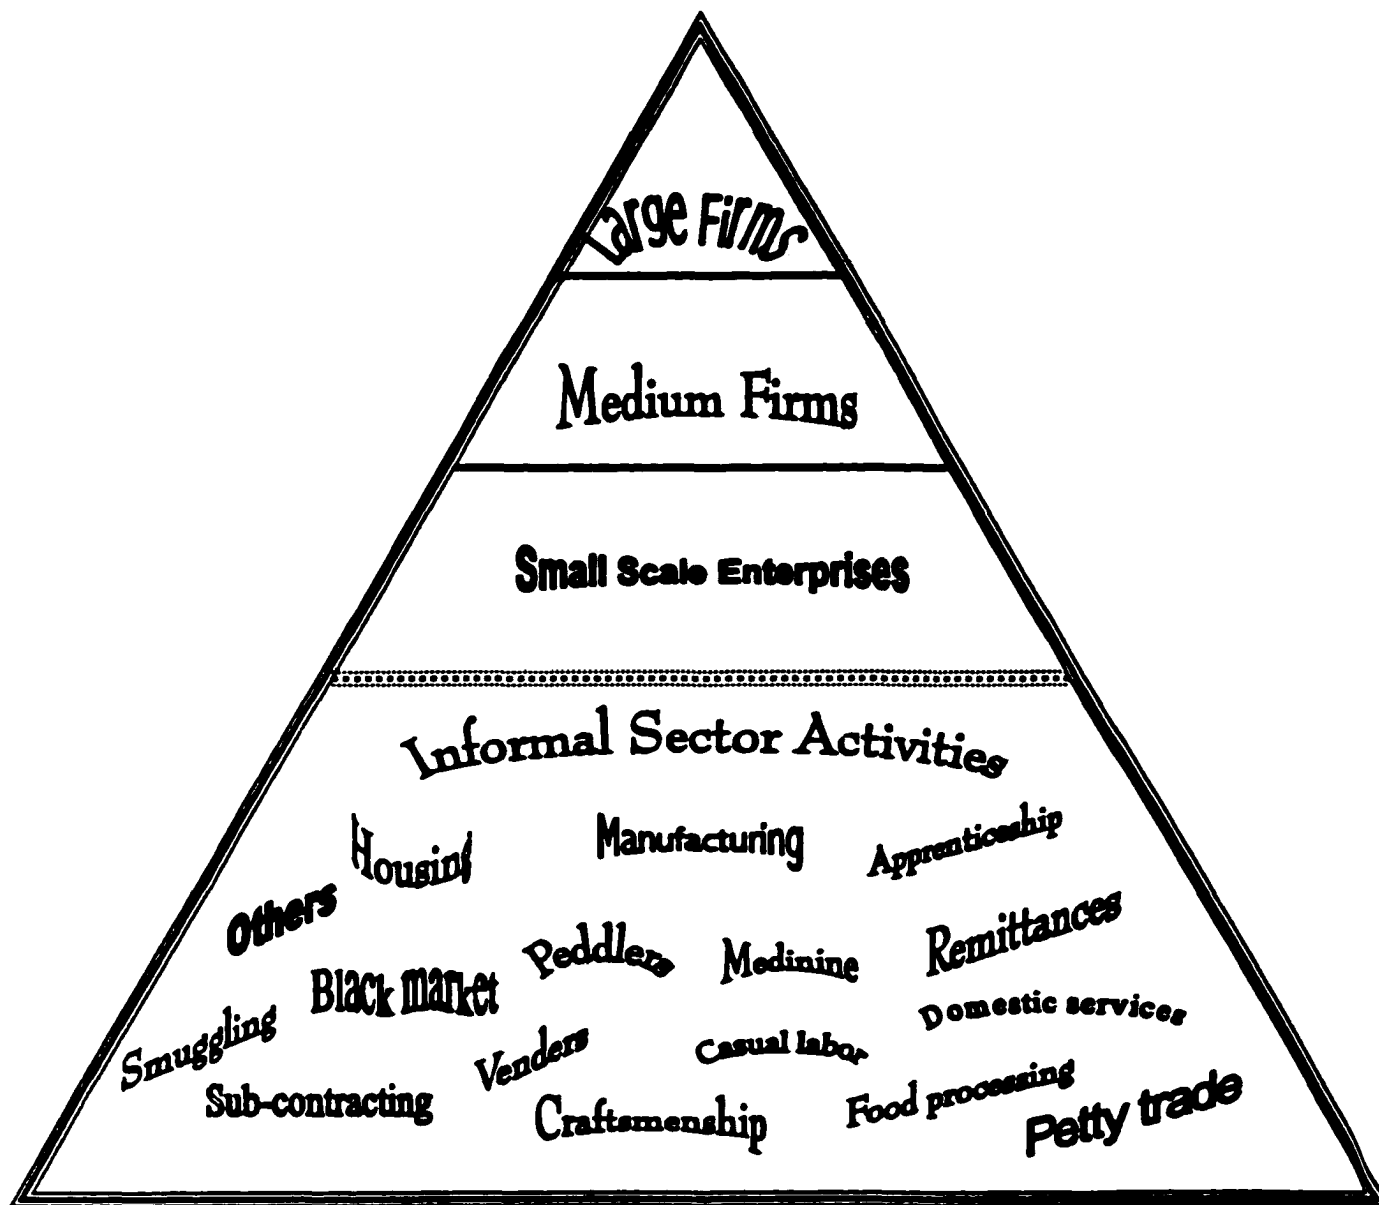 Large Firms
Medium Firms
Small Scale Enterprises
Informal Sector Activities
Housing
Manufacturing
Apprenticeship
Others
Peddlers
Medinine
Remittances
Black market
Domestic services
Smuggling
Venders
Casual labor
Sub-contracting
Craftsmenship
Food processing
Petty trade